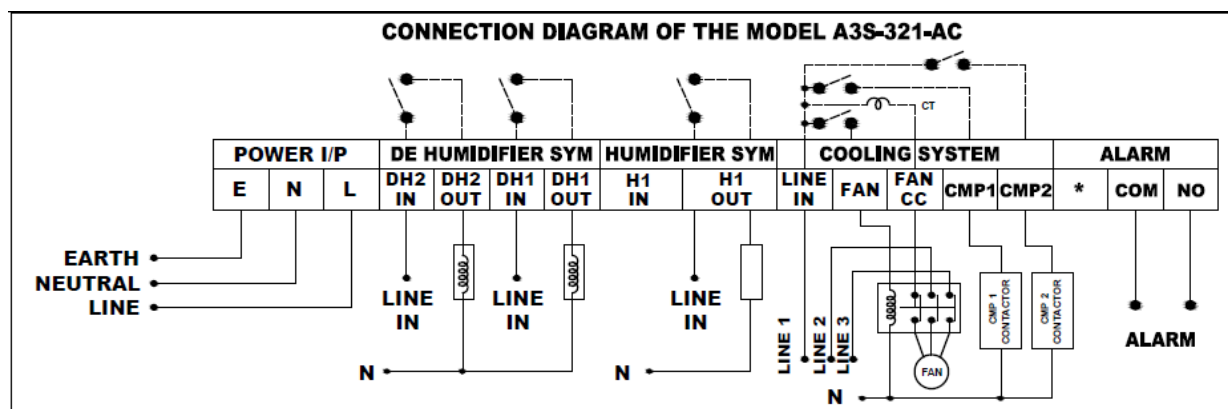 CONNECTION DIAGRAM OF THE MODEL A3S-321-AC
CT
POWER I/P
DE HUMIDIFIER SYM
HUMIDIFIER SYM
COOLING SYSTEM
ALARM
E
N
L
DH2 IN
DH2 OUT
DH1 IN
DH1 OUT
H1 IN
H1 OUT
LINE IN
FAN
FAN CC
CMP1
CMP2
*
COM
NO
EARTH
NEUTRAL
LINE
LINE IN
LINE IN
LINE IN
LINE 1
LINE 2
LINE 3
CMP 1 CONTACTOR
CMP 2 CONTACTOR
ALARM
FAN
N
N
N